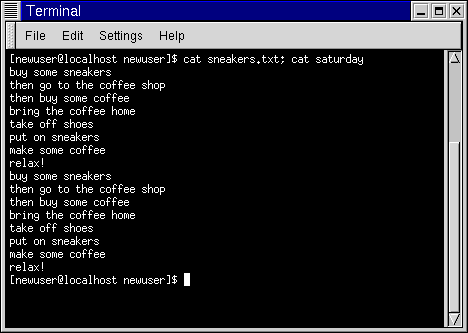 Terminal
File Edit Settings Help
[newuser@localhost newuser]$ cat sneakers.txt; cat saturday
buy some sneakers
then go to the coffee shop
then buy some coffee
bring the coffee home
take off shoes
put on sneakers
make some coffee
relax!
buy some sneakers
then go to the coffee shop
then buy some coffee
bring the coffee home
take off shoes
put on sneakers
make some coffee
relax!
[newuser@localhost newuser]$